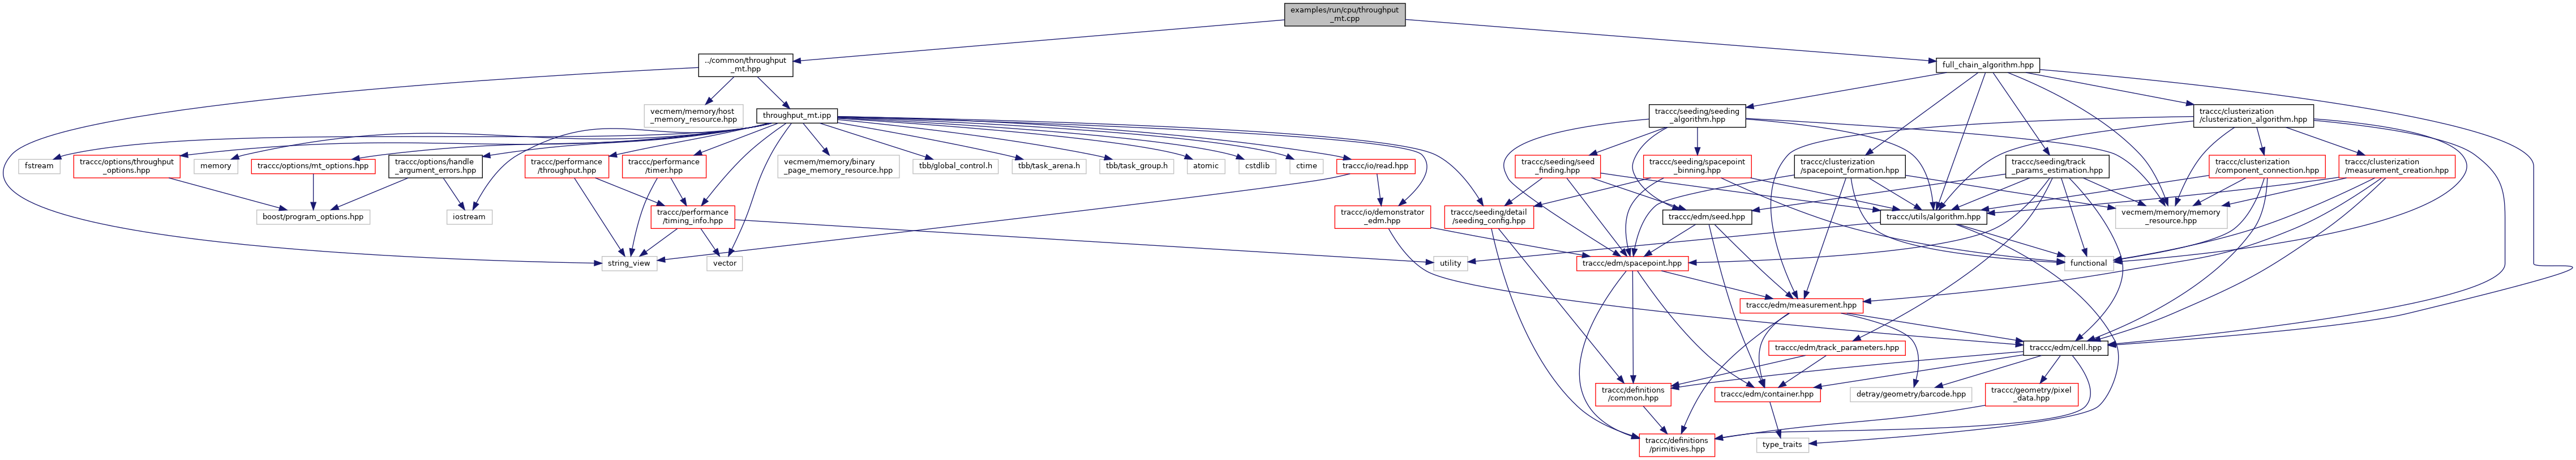 examples/run/cpu/throughput
_mt.cpp
../common/throughput
_mt.hpp
full_chain_algorithm.hpp
vecmem/memory/host
_memory_resource.hpp
throughput_mt.ipp
traccc/seeding/seeding
_algorithm.hpp
traccc/clusterization
/clusterization_algorithm.hpp
fstream
traccc/options/throughput
_options.hpp
memory
traccc/options/mt_options.hpp
traccc/options/handle
_argument_errors.hpp
traccc/performance
/throughput.hpp
traccc/performance
/timer.hpp
vecmem/memory/binary
_page_memory_resource.hpp
tbb/global_control.h
tbb/task_arena.h
tbb/task_group.h
atomic
cstdlib
ctime
traccc/io/read.hpp
traccc/seeding/seed
_finding.hpp
traccc/seeding/spacepoint
_binning.hpp
traccc/clusterization
/spacepoint_formation.hpp
traccc/seeding/track
_params_estimation.hpp
traccc/clusterization
/component_connection.hpp
traccc/clusterization
/measurement_creation.hpp
boost/program_options.hpp
iostream
traccc/performance
/timing_info.hpp
traccc/io/demonstrator
_edm.hpp
traccc/seeding/detail
/seeding_config.hpp
traccc/edm/seed.hpp
traccc/utils/algorithm.hpp
vecmem/memory/memory
_resource.hpp
string_view
vector
utility
traccc/edm/spacepoint.hpp
functional
traccc/edm/measurement.hpp
traccc/edm/track_parameters.hpp
traccc/edm/cell.hpp
traccc/definitions
/common.hpp
traccc/edm/container.hpp
detray/geometry/barcode.hpp
traccc/geometry/pixel
_data.hpp
traccc/definitions
/primitives.hpp
type_traits